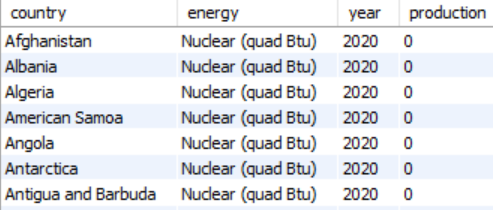 country energy year production
Afghanistan Nuclear (quad Btu) 2020 0
Albania Nuclear (quad Btu) 2020 0
Algeria Nuclear (quad Btu) 2020 0
American Samoa Nuclear (quad Btu) 2020 0
Angola Nuclear (quad Btu) 2020 0
Antarctica Nuclear (quad Btu) 2020 0
Antigua and Barbuda Nuclear (quad Btu) 2020 0